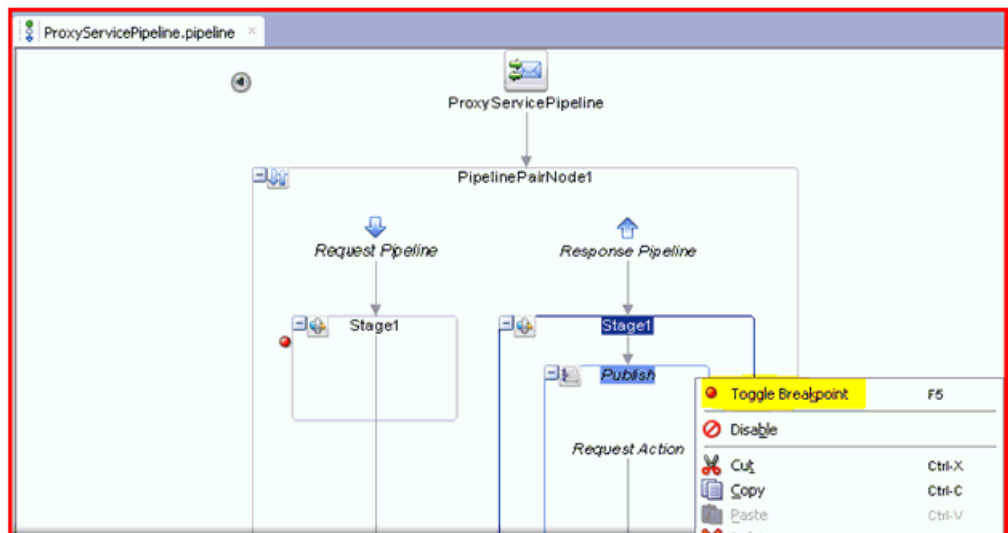 ProxyServicePipeline.pipeline
ProxyServicePipeline
PipelinePairNode1
Request Pipeline
Response Pipeline
Stage1
Stage1
Publish
Toggle Breakpoint F5
Disable
Request Action
Cut Ctrl-X
Copy Ctrl-C
Paste Ctrl-V